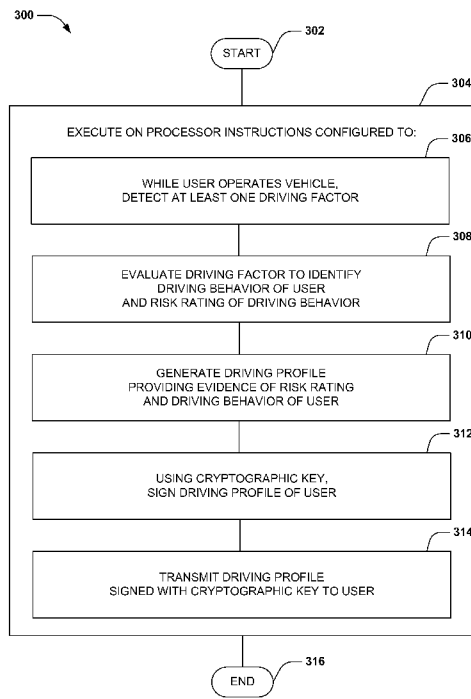 300
302
START
304
EXECUTE ON PROCESSOR INSTRUCTIONS CONFIGURED TO:
306
WHILE USER OPERATES VEHICLE,
DETECT AT LEAST ONE DRIVING FACTOR
308
EVALUATE DRIVING FACTOR TO IDENTIFY
DRIVING BEHAVIOR OF USER
AND RISK RATING OF DRIVING BEHAVIOR
310
GENERATE DRIVING PROFILE
PROVIDING EVIDENCE OF RISK RATING
AND DRIVING BEHAVIOR OF USER
312
USING CRYPTOGRAPHIC KEY,
SIGN DRIVING PROFILE OF USER
314
TRANSMIT DRIVING PROFILE
SIGNED WITH CRYPTOGRAPHIC KEY TO USER
END
316